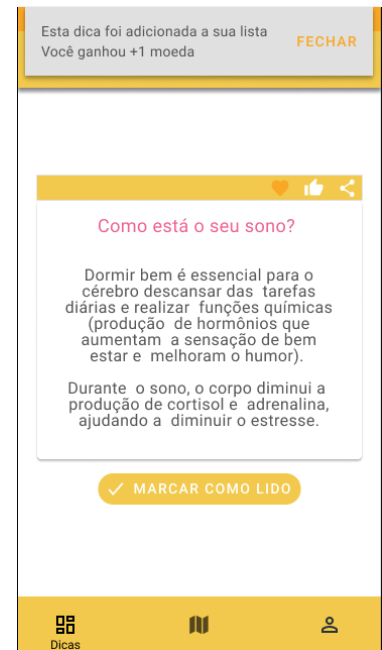 Esta dica foi adicionada a sua lista
Você ganhou +1 moeda
FECHAR
Como está o seu sono?
Dormir bem é essencial para o
cérebro descansar das tarefas
diárias e realizar funções químicas
(produção de hormônios que
aumentam a sensação de bem
estar e melhoram o humor).
Durante o sono, o corpo diminui a
produção de cortisol e adrenalina,
ajudando a diminuir o estresse.
MARCAR COMO LIDO
Dicas